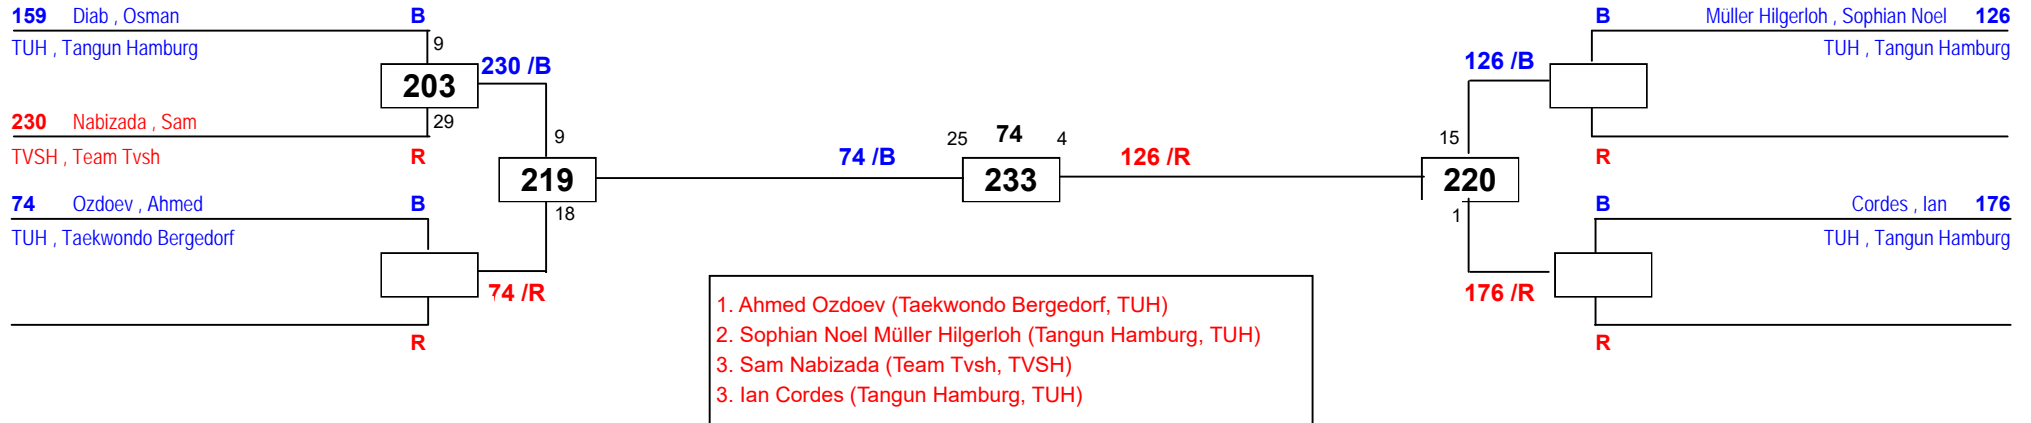 159 Diab , Osman B
TUH , Tangun Hamburg
9
203
230 /B
29
230 Nabizada , Sam
TVSH , Team Tvsh R
9
219
18
74 Ozdoev , Ahmed B
TUH , Taekwondo Bergedorf
74 /R
R
74 /B
25 74 4
233
126 /R
B Müller Hilgerloh , Sophian Noel 126
TUH , Tangun Hamburg
126 /B
R
15
220
1
B Cordes , Ian 176
TUH , Tangun Hamburg
176 /R
R
1. Ahmed Ozdoev (Taekwondo Bergedorf, TUH)
2. Sophian Noel Müller Hilgerloh (Tangun Hamburg, TUH)
3. Sam Nabizada (Team Tvsh, TVSH)
3. Ian Cordes (Tangun Hamburg, TUH)